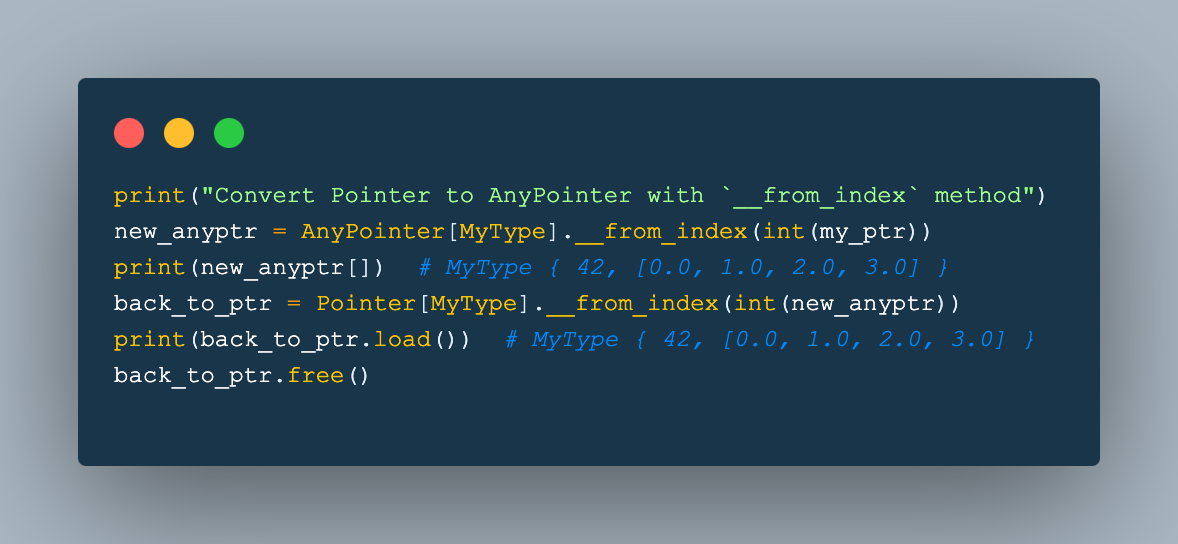 print("Convert Pointer to AnyPointer with `__from_index` method")
new_anyptr = AnyPointer[MyType].__from_index(int(my_ptr))
print(new_anyptr[])  # MyType { 42, [0.0, 1.0, 2.0, 3.0] }
back_to_ptr = Pointer[MyType].__from_index(int(new_anyptr))
print(back_to_ptr.load())  # MyType { 42, [0.0, 1.0, 2.0, 3.0] }
back_to_ptr.free()